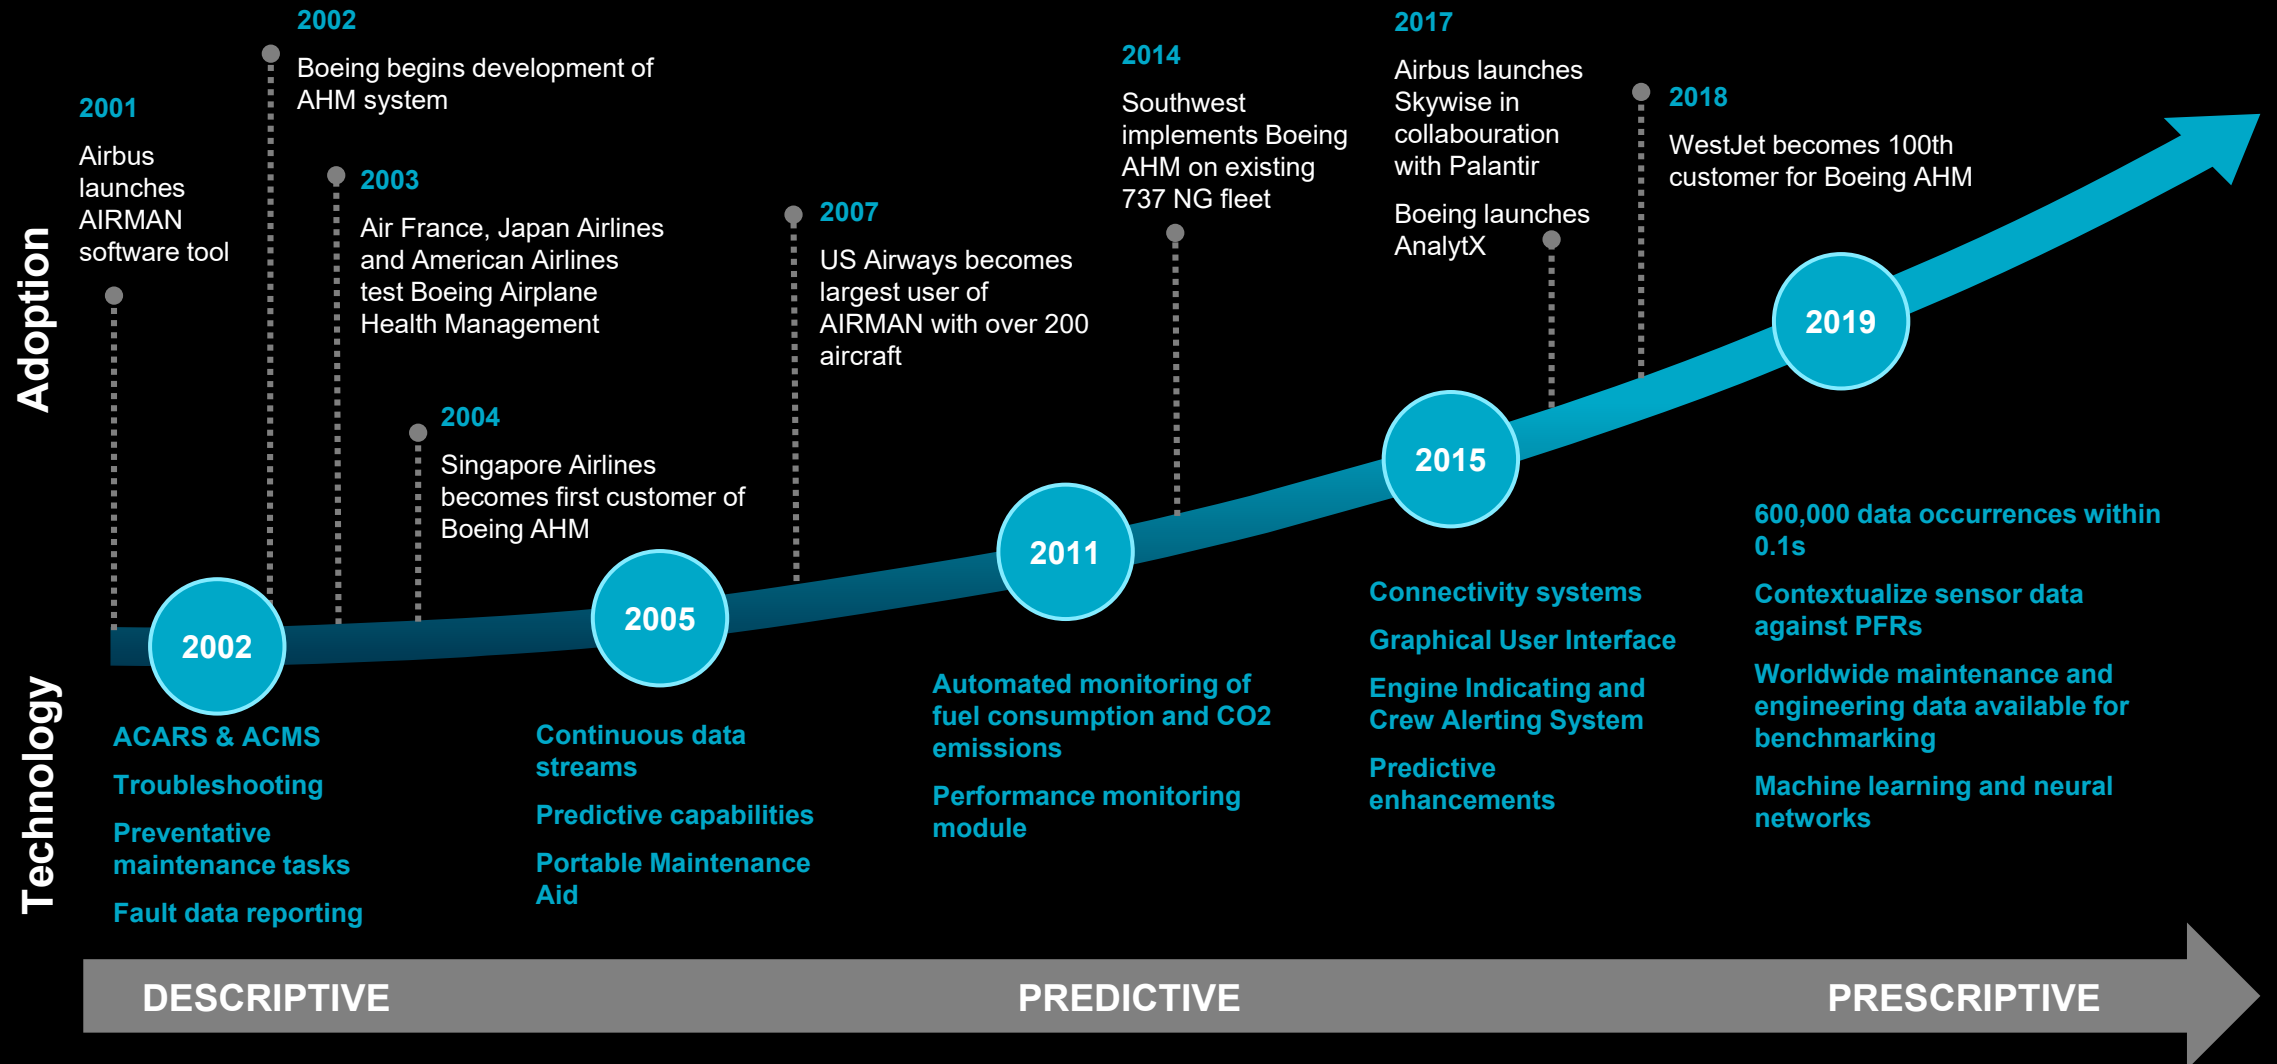 Adoption
2001
Airbus
launches
AIRMAN
software tool
2002
Boeing begins development of
AHM system
2003
Air France, Japan Airlines
and American Airlines
test Boeing Airplane
Health Management
2004
Singapore Airlines
becomes first customer of
Boeing AHM
2007
US Airways becomes
largest user of
AIRMAN with over 200
aircraft
2014
Southwest
implements Boeing
AHM on existing
737 NG fleet
2017
Airbus launches
Skywise in
collabouration
with Palantir
Boeing launches
AnalytX
2018
WestJet becomes 100th
customer for Boeing AHM
Technology
2002
ACARS & ACMS
Troubleshooting
Preventative
maintenance tasks
Fault data reporting
2005
Continuous data
streams
Predictive capabilities
Portable Maintenance
Aid
2011
Automated monitoring of
fuel consumption and CO2
emissions
Performance monitoring
module
2015
Connectivity systems
Graphical User Interface
Engine Indicating and
Crew Alerting System
Predictive
enhancements
2019
600,000 data occurrences within
0.1s
Contextualize sensor data
against PFRs
Worldwide maintenance and
engineering data available for
benchmarking
Machine learning and neural
networks
DESCRIPTIVE
PREDICTIVE
PRESCRIPTIVE